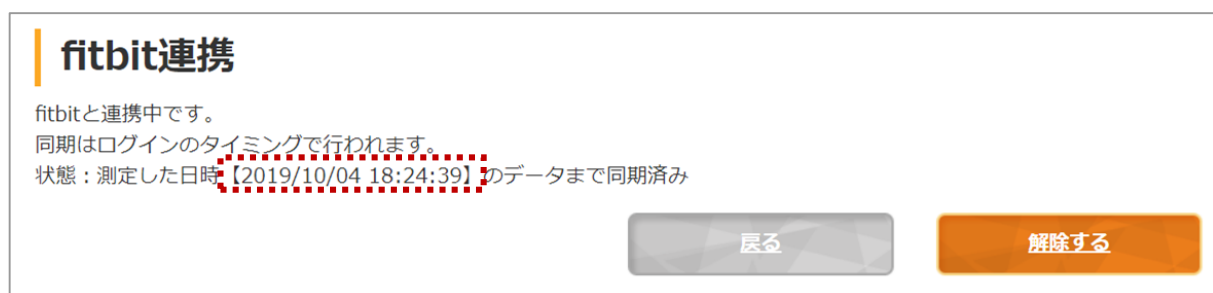 fitbit連携
fitbitと連携中です。
同期はログインのタイミングで行われます。
状態：測定した日時【2019/10/04 18:24:39】のデータまで同期済み
戻る
解除する